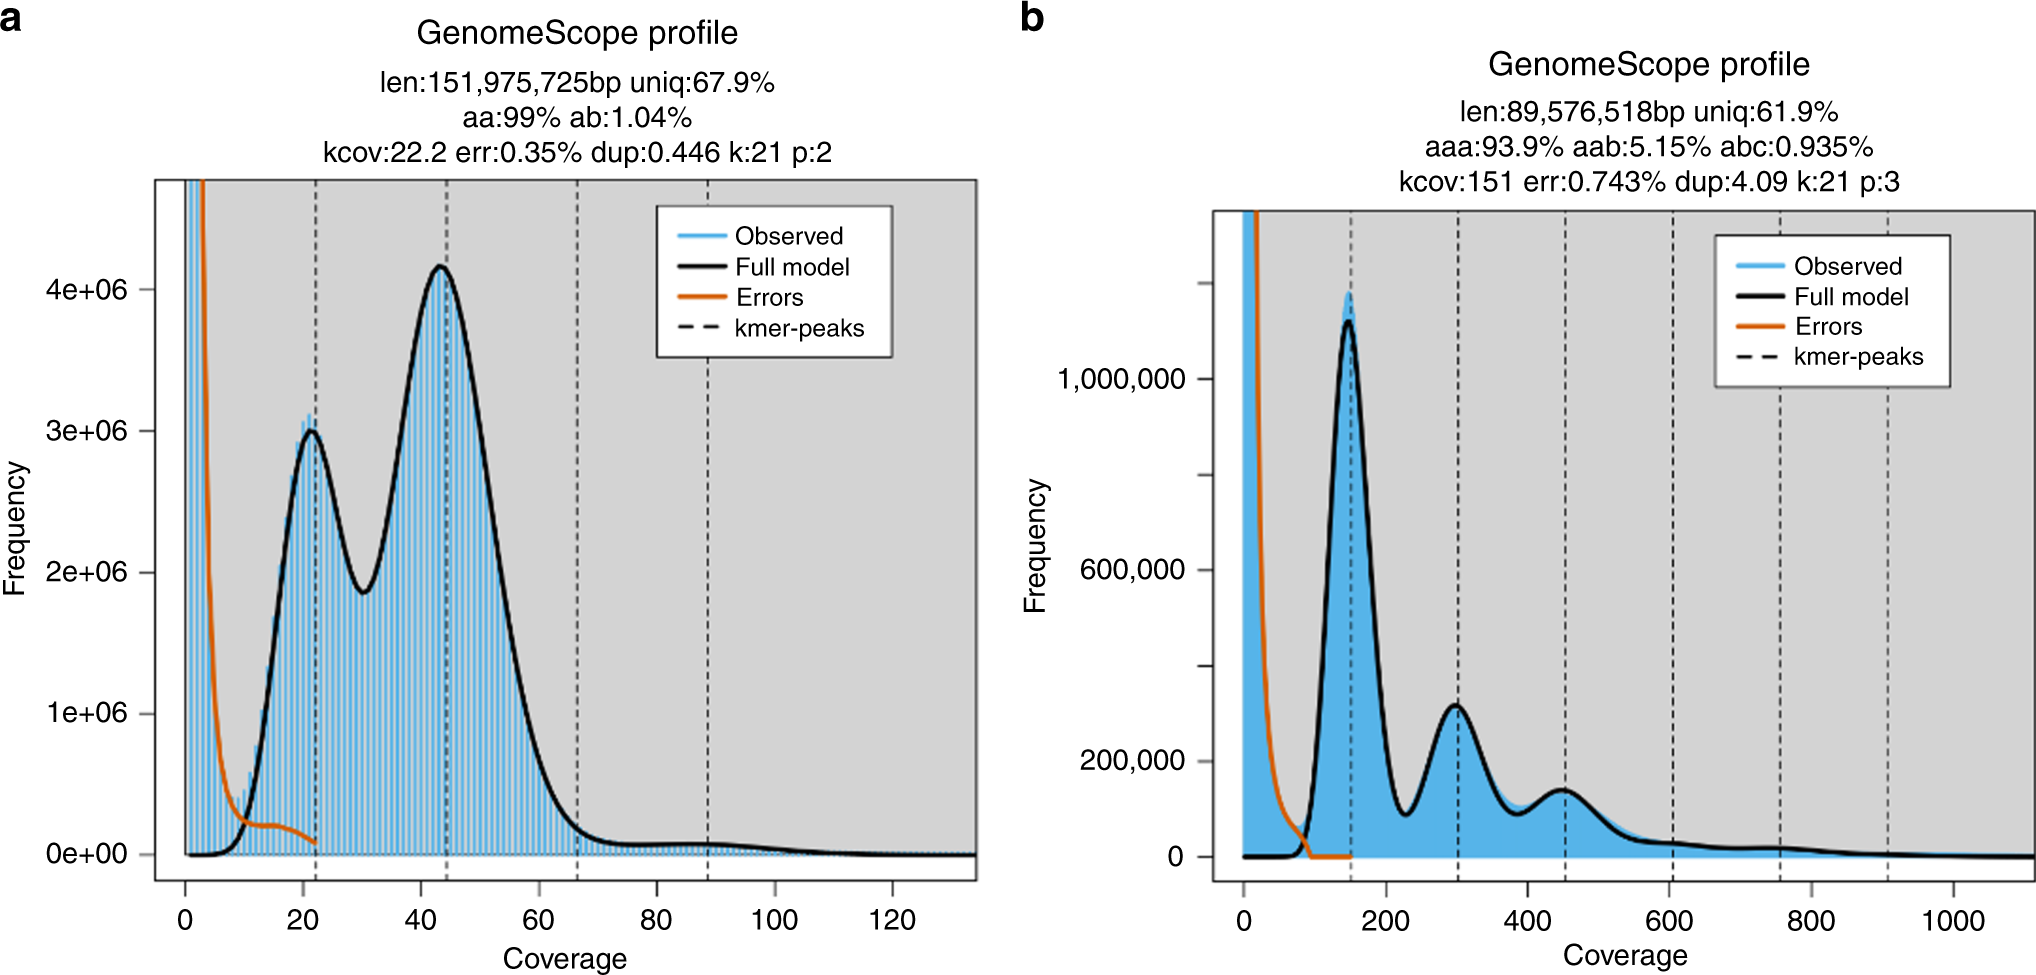 a
GenomeScope profile
len:151,975,725bp uniq:67.9%
aa:99% ab:1.04%
kcov:22.2 err:0.35% dup:0.446 k:21 p:2
Observed
Full model
Errors
kmer-peaks
4e+06
3e+06
2e+06
1e+06
0e+00
Frequency
0 20 40 60 80 100 120
Coverage
b
GenomeScope profile
len:89,576,518bp uniq:61.9%
aaa:93.9% aab:5.15% abc:0.935%
kcov:151 err:0.743% dup:4.09 k:21 p:3
Observed
Full model
Errors
kmer-peaks
1,000,000
600,000
200,000
0
Frequency
0 200 400 600 800 1000
Coverage